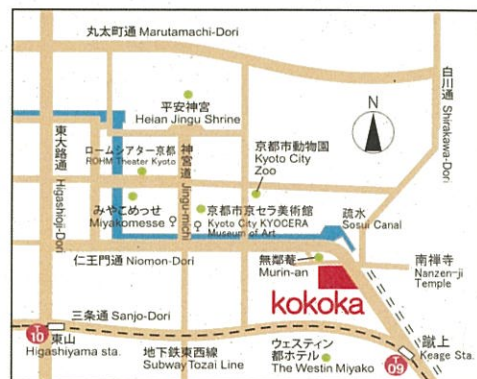 丸太町通 Marutamachi-Dori
白川通 Shirakawa-Dori
平安神宮
Heian Jingu Shrine
N
東大路通 Higashioji-Dori
ロームシアター京都
ROHM Theater Kyoto
神宮道 Jingu-michi
京都市動物園
Kyoto City
Zoo
みやこめっせ
Miyakomesse
京都市京セラ美術館
Kyoto City KYOCERA
Museum of Art
疏水
Sosui Canal
仁王門通 Niomon-Dori
無鄰菴
Murin-an
南禅寺
Nanzen-ji
Temple
kokoka
三条通 Sanjo-Dori
T
10
東山
Higashiyama sta.
地下鉄東西線
Subway Tozai Line
ウェスティン
都ホテル
The Westin Miyako
T
09
蹴上
Keage Sta.